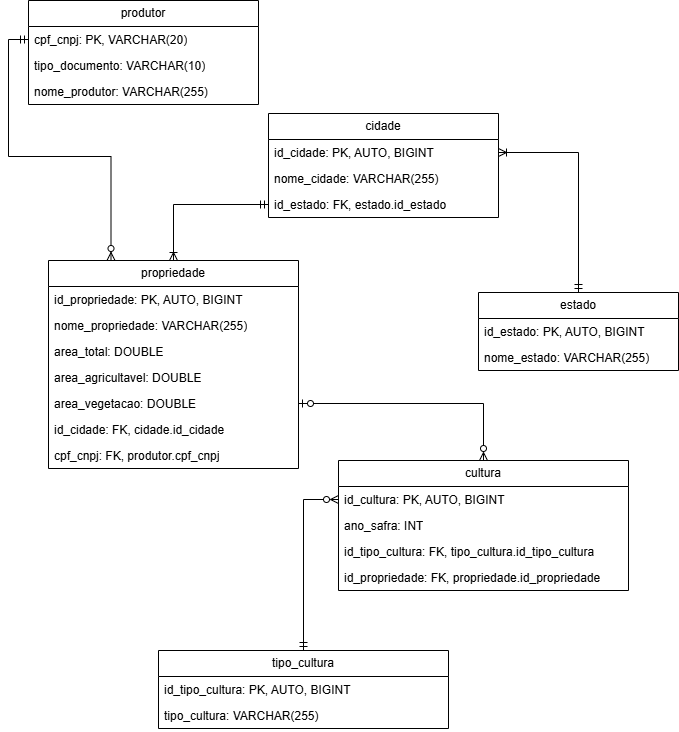 produtor
cpf_cnpj: PK, VARCHAR(20)
tipo_documento: VARCHAR(10)
nome_produtor: VARCHAR(255)
cidade
id_cidade: PK, AUTO, BIGINT
nome_cidade: VARCHAR(255)
id_estado: FK, estado.id_estado
propriedade
id_propriedade: PK, AUTO, BIGINT
nome_propriedade: VARCHAR(255)
area_total: DOUBLE
area_agricultavel: DOUBLE
area_vegetacao: DOUBLE
id_cidade: FK, cidade.id_cidade
cpf_cnpj: FK, produtor.cpf_cnpj
estado
id_estado: PK, AUTO, BIGINT
nome_estado: VARCHAR(255)
cultura
id_cultura: PK, AUTO, BIGINT
ano_safra: INT
id_tipo_cultura: FK, tipo_cultura.id_tipo_cultura
id_propriedade: FK, propriedade.id_propriedade
tipo_cultura
id_tipo_cultura: PK, AUTO, BIGINT
tipo_cultura: VARCHAR(255)